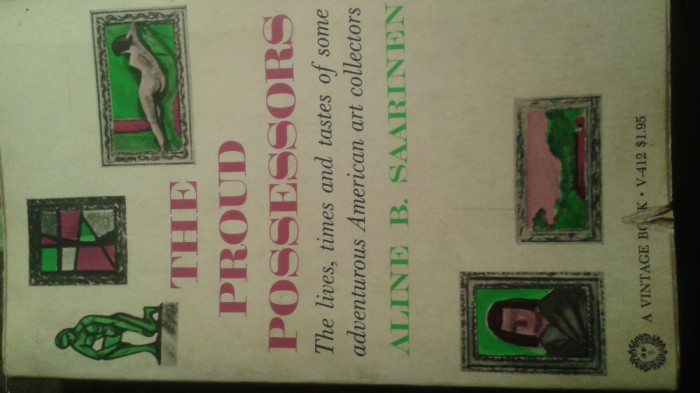 THE
PROUD
POSSESSORS
The lives, times and tastes of some
adventurous American art collectors
ALINE B. SAARINEN
A VINTAGE BOOK • V-412 $1.95